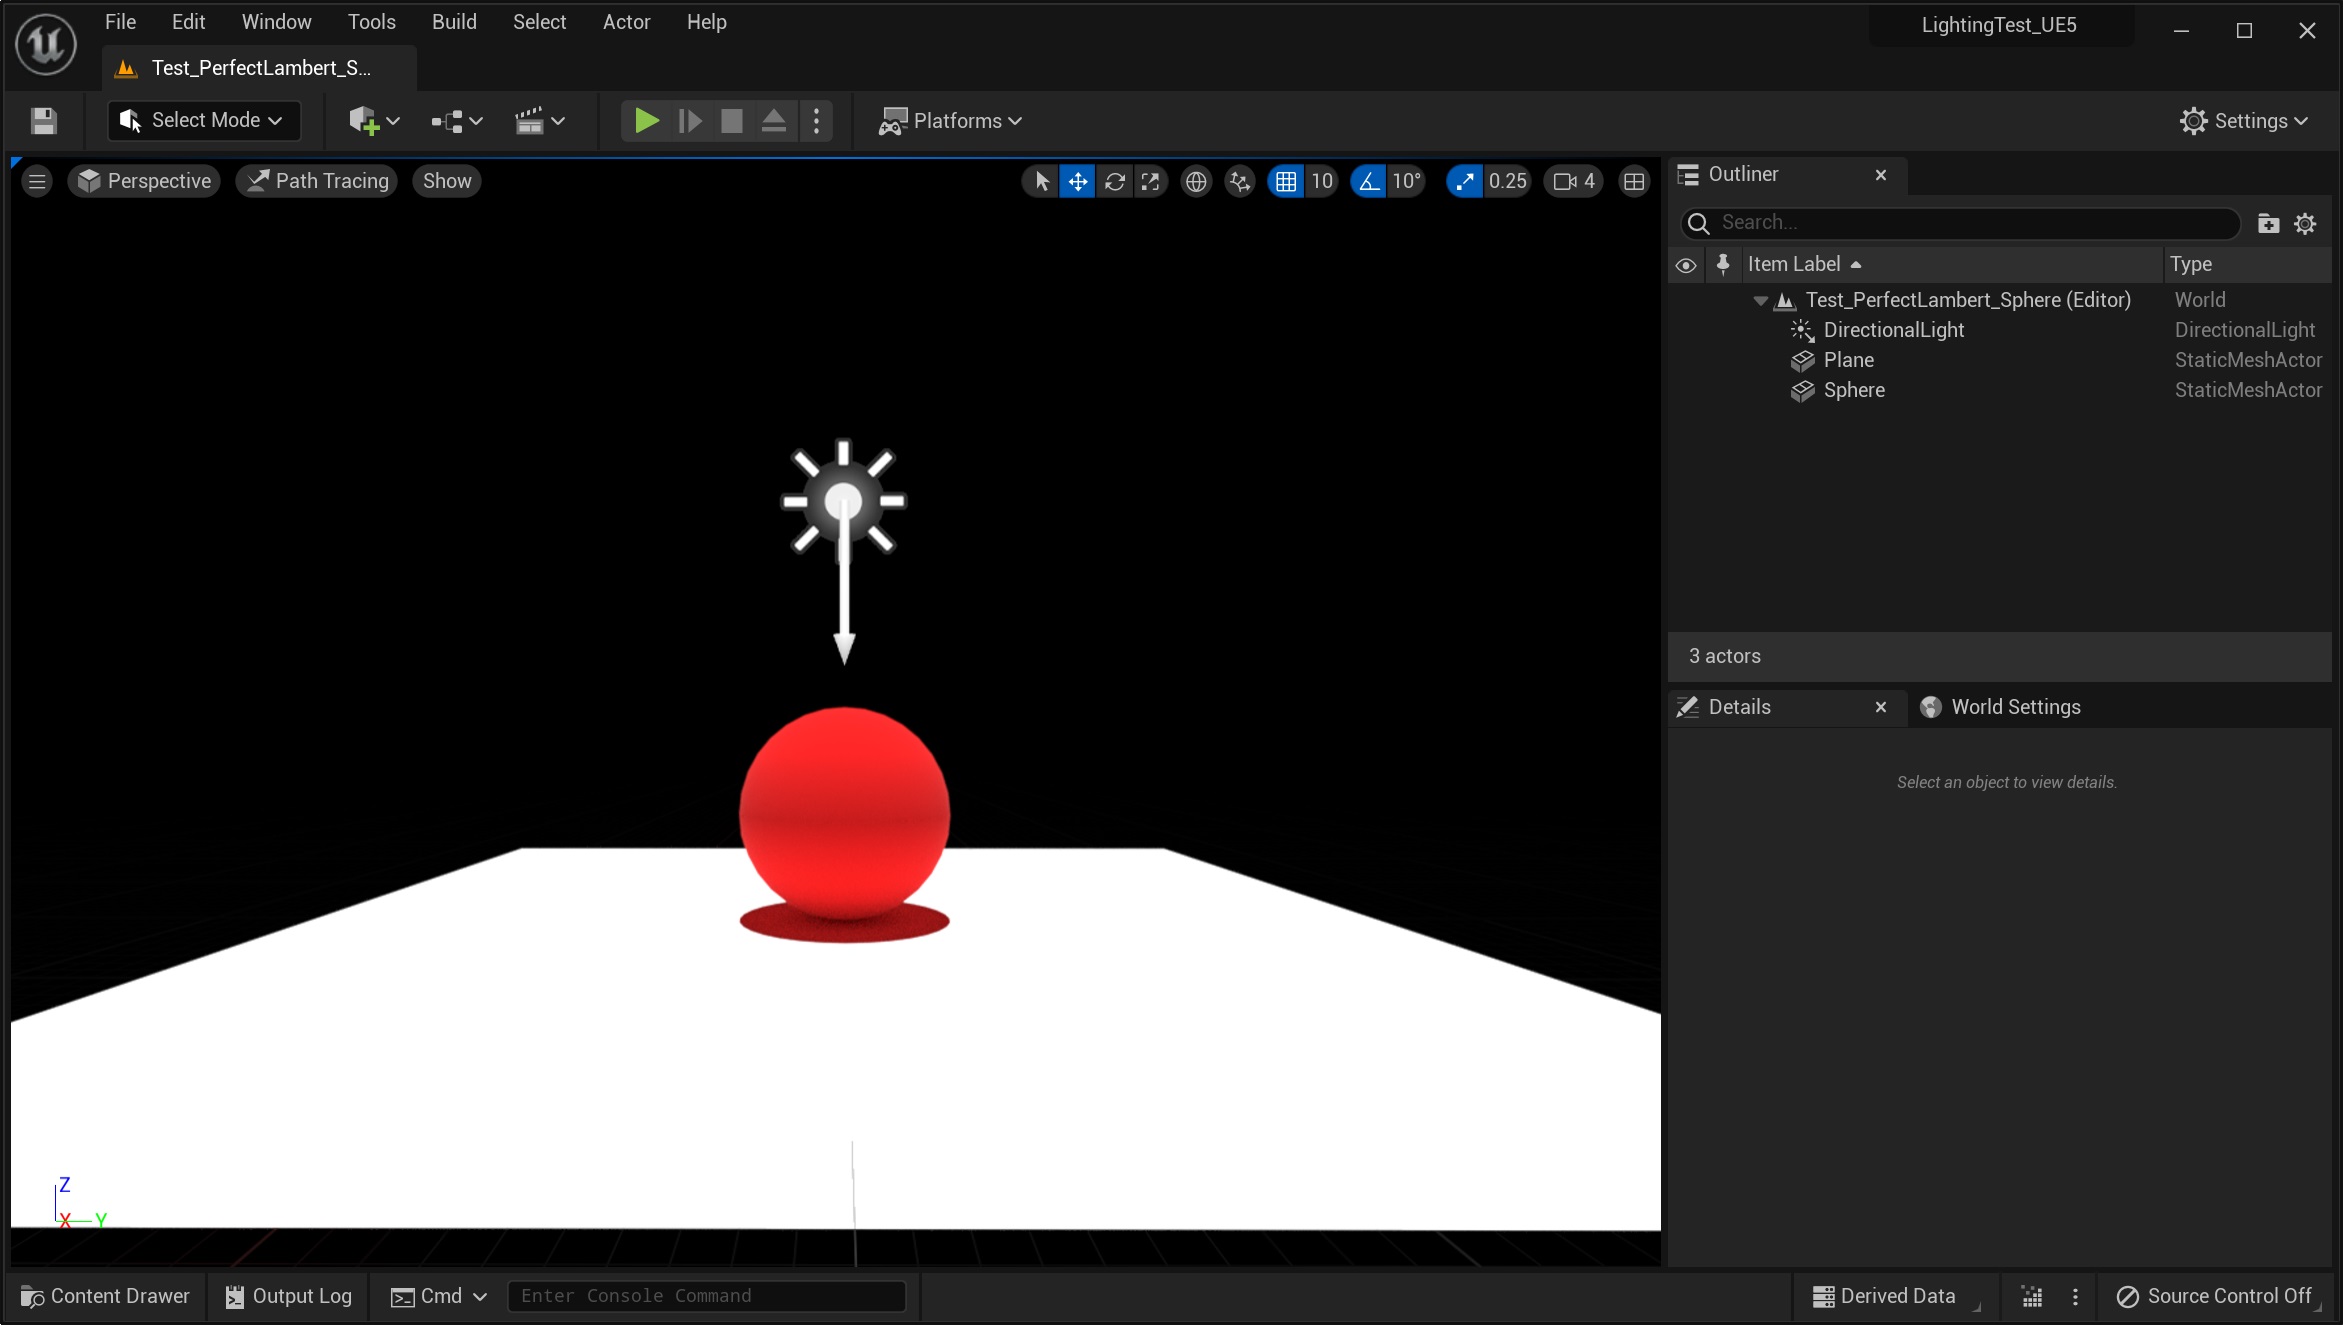 File Edit Window Tools Build Select Actor Help
LightingTest_UE5
Test_PerfectLambert_S...
Select Mode
Platforms
Settings
Perspective
Path Tracing
Show
10
10°
0.25
4
Outliner
Search...
Item Label
Type
Test_PerfectLambert_Sphere (Editor) World
DirectionalLight DirectionalLight
Plane StaticMeshActor
Sphere StaticMeshActor
3 actors
Details
World Settings
Select an object to view details.
Z
X Y
Content Drawer
Output Log
Cmd
Enter Console Command
Derived Data
Source Control Off